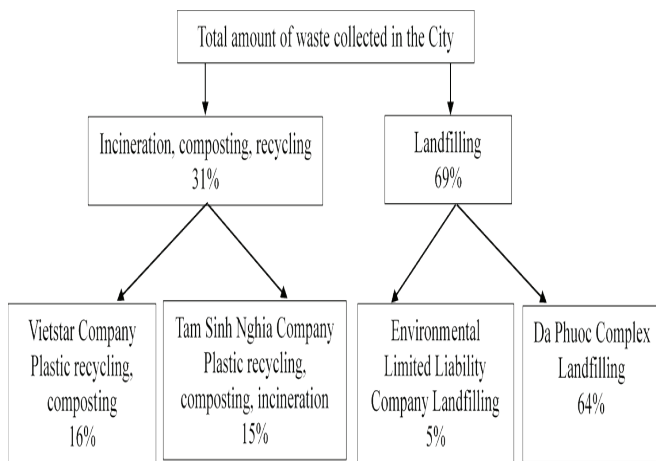 Total amount of waste collected in the City
Incineration, composting, recycling
31%
Landfilling
69%
Vietstar Company
Plastic recycling,
composting
16%
Tam Sinh Nghia Company
Plastic recycling,
composting, incineration
15%
Environmental
Limited Liability
Company Landfilling
5%
Da Phuoc Complex
Landfilling
64%